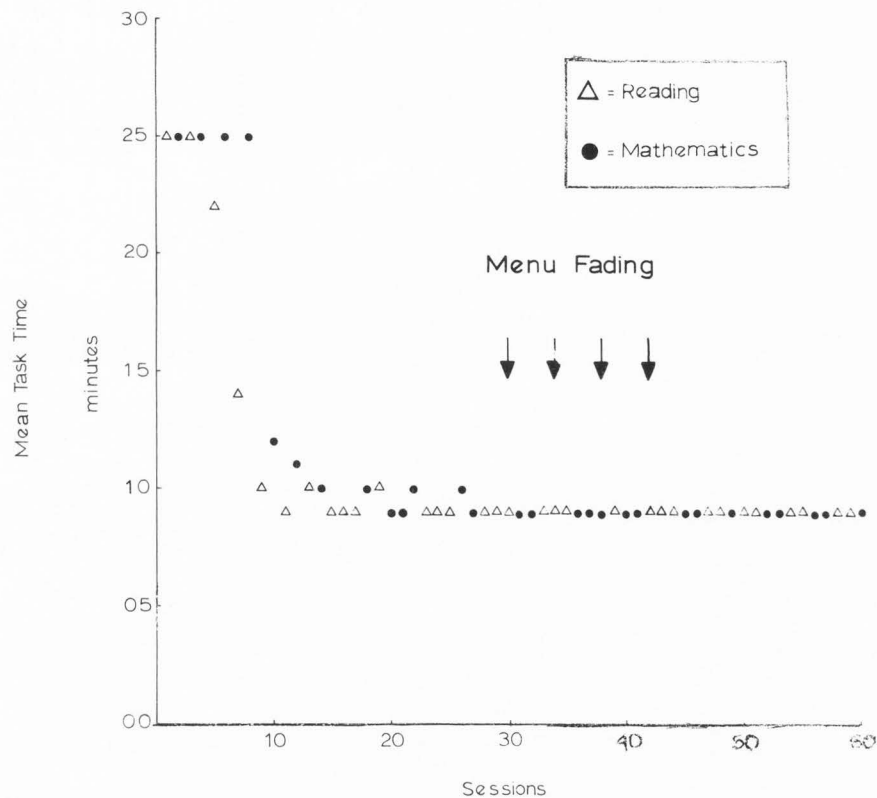 30
25
20
15
10
05
00
Mean Task Time
minutes
△ = Reading
● = Mathematics
Menu Fading
10 20 30 40 50 60
Sessions